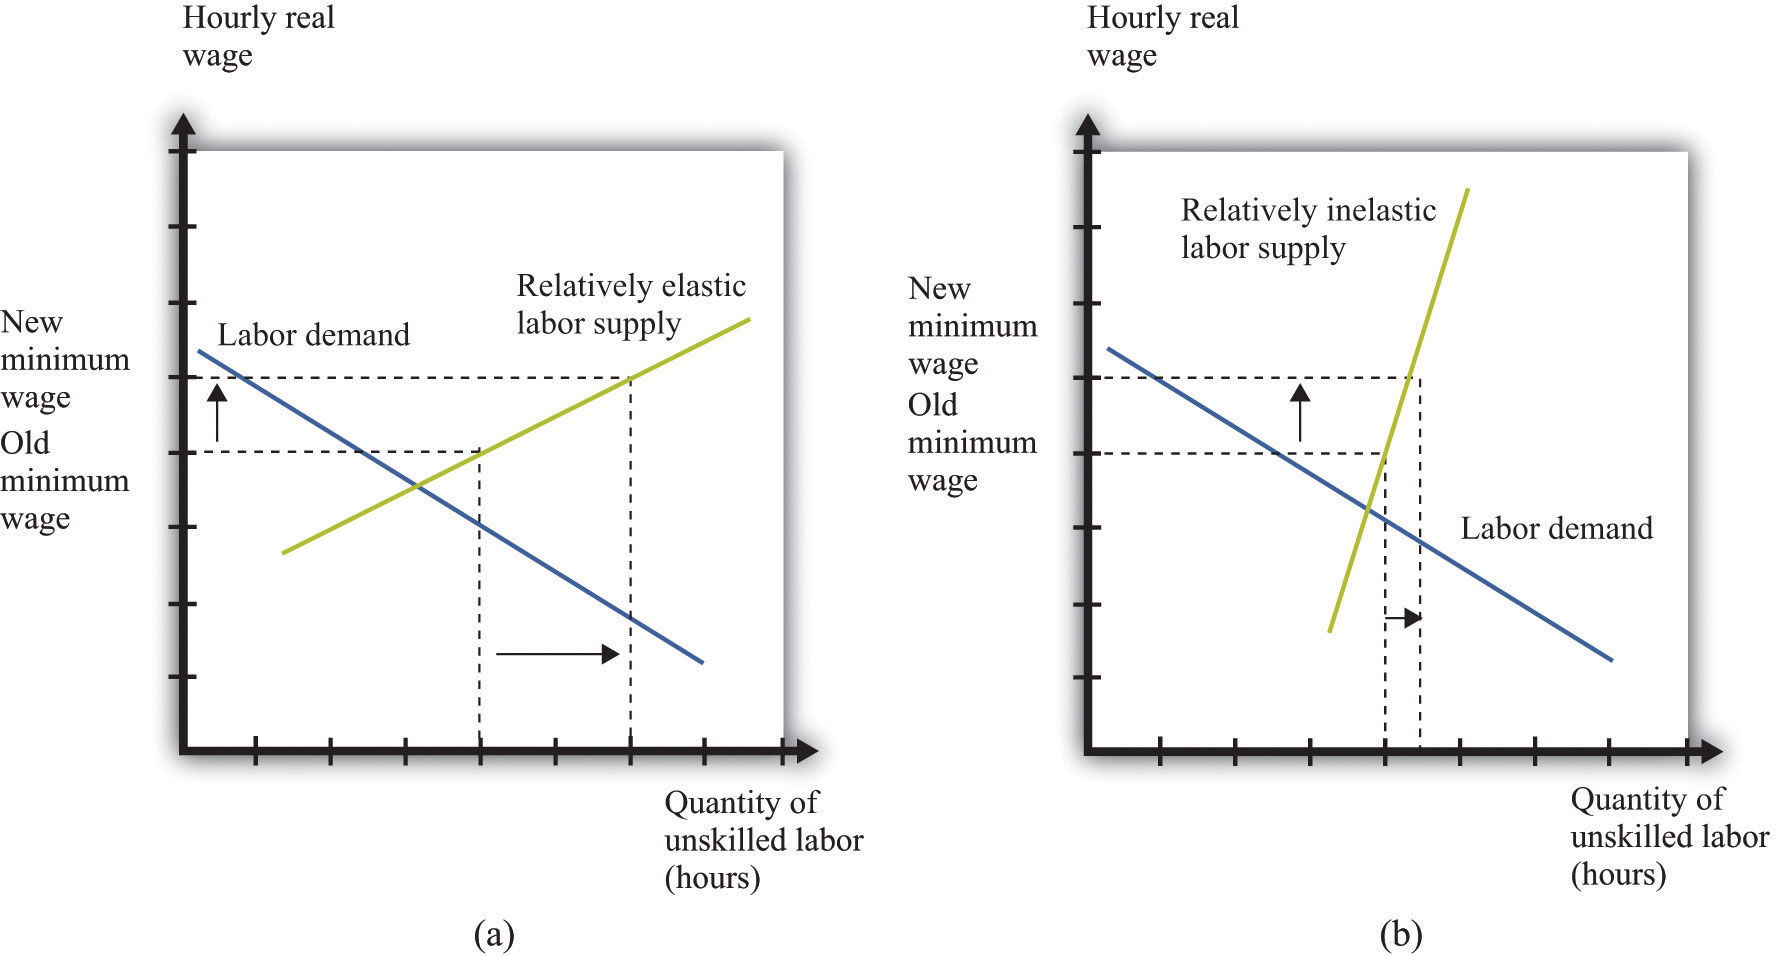 Hourly real
wage
New
minimum
wage
Old
minimum
wage
Labor demand
Relatively elastic
labor supply
Quantity of
unskilled labor
(hours)
(a)
Hourly real
wage
New
minimum
wage
Old
minimum
wage
Relatively inelastic
labor supply
Labor demand
Quantity of
unskilled labor
(hours)
(b)